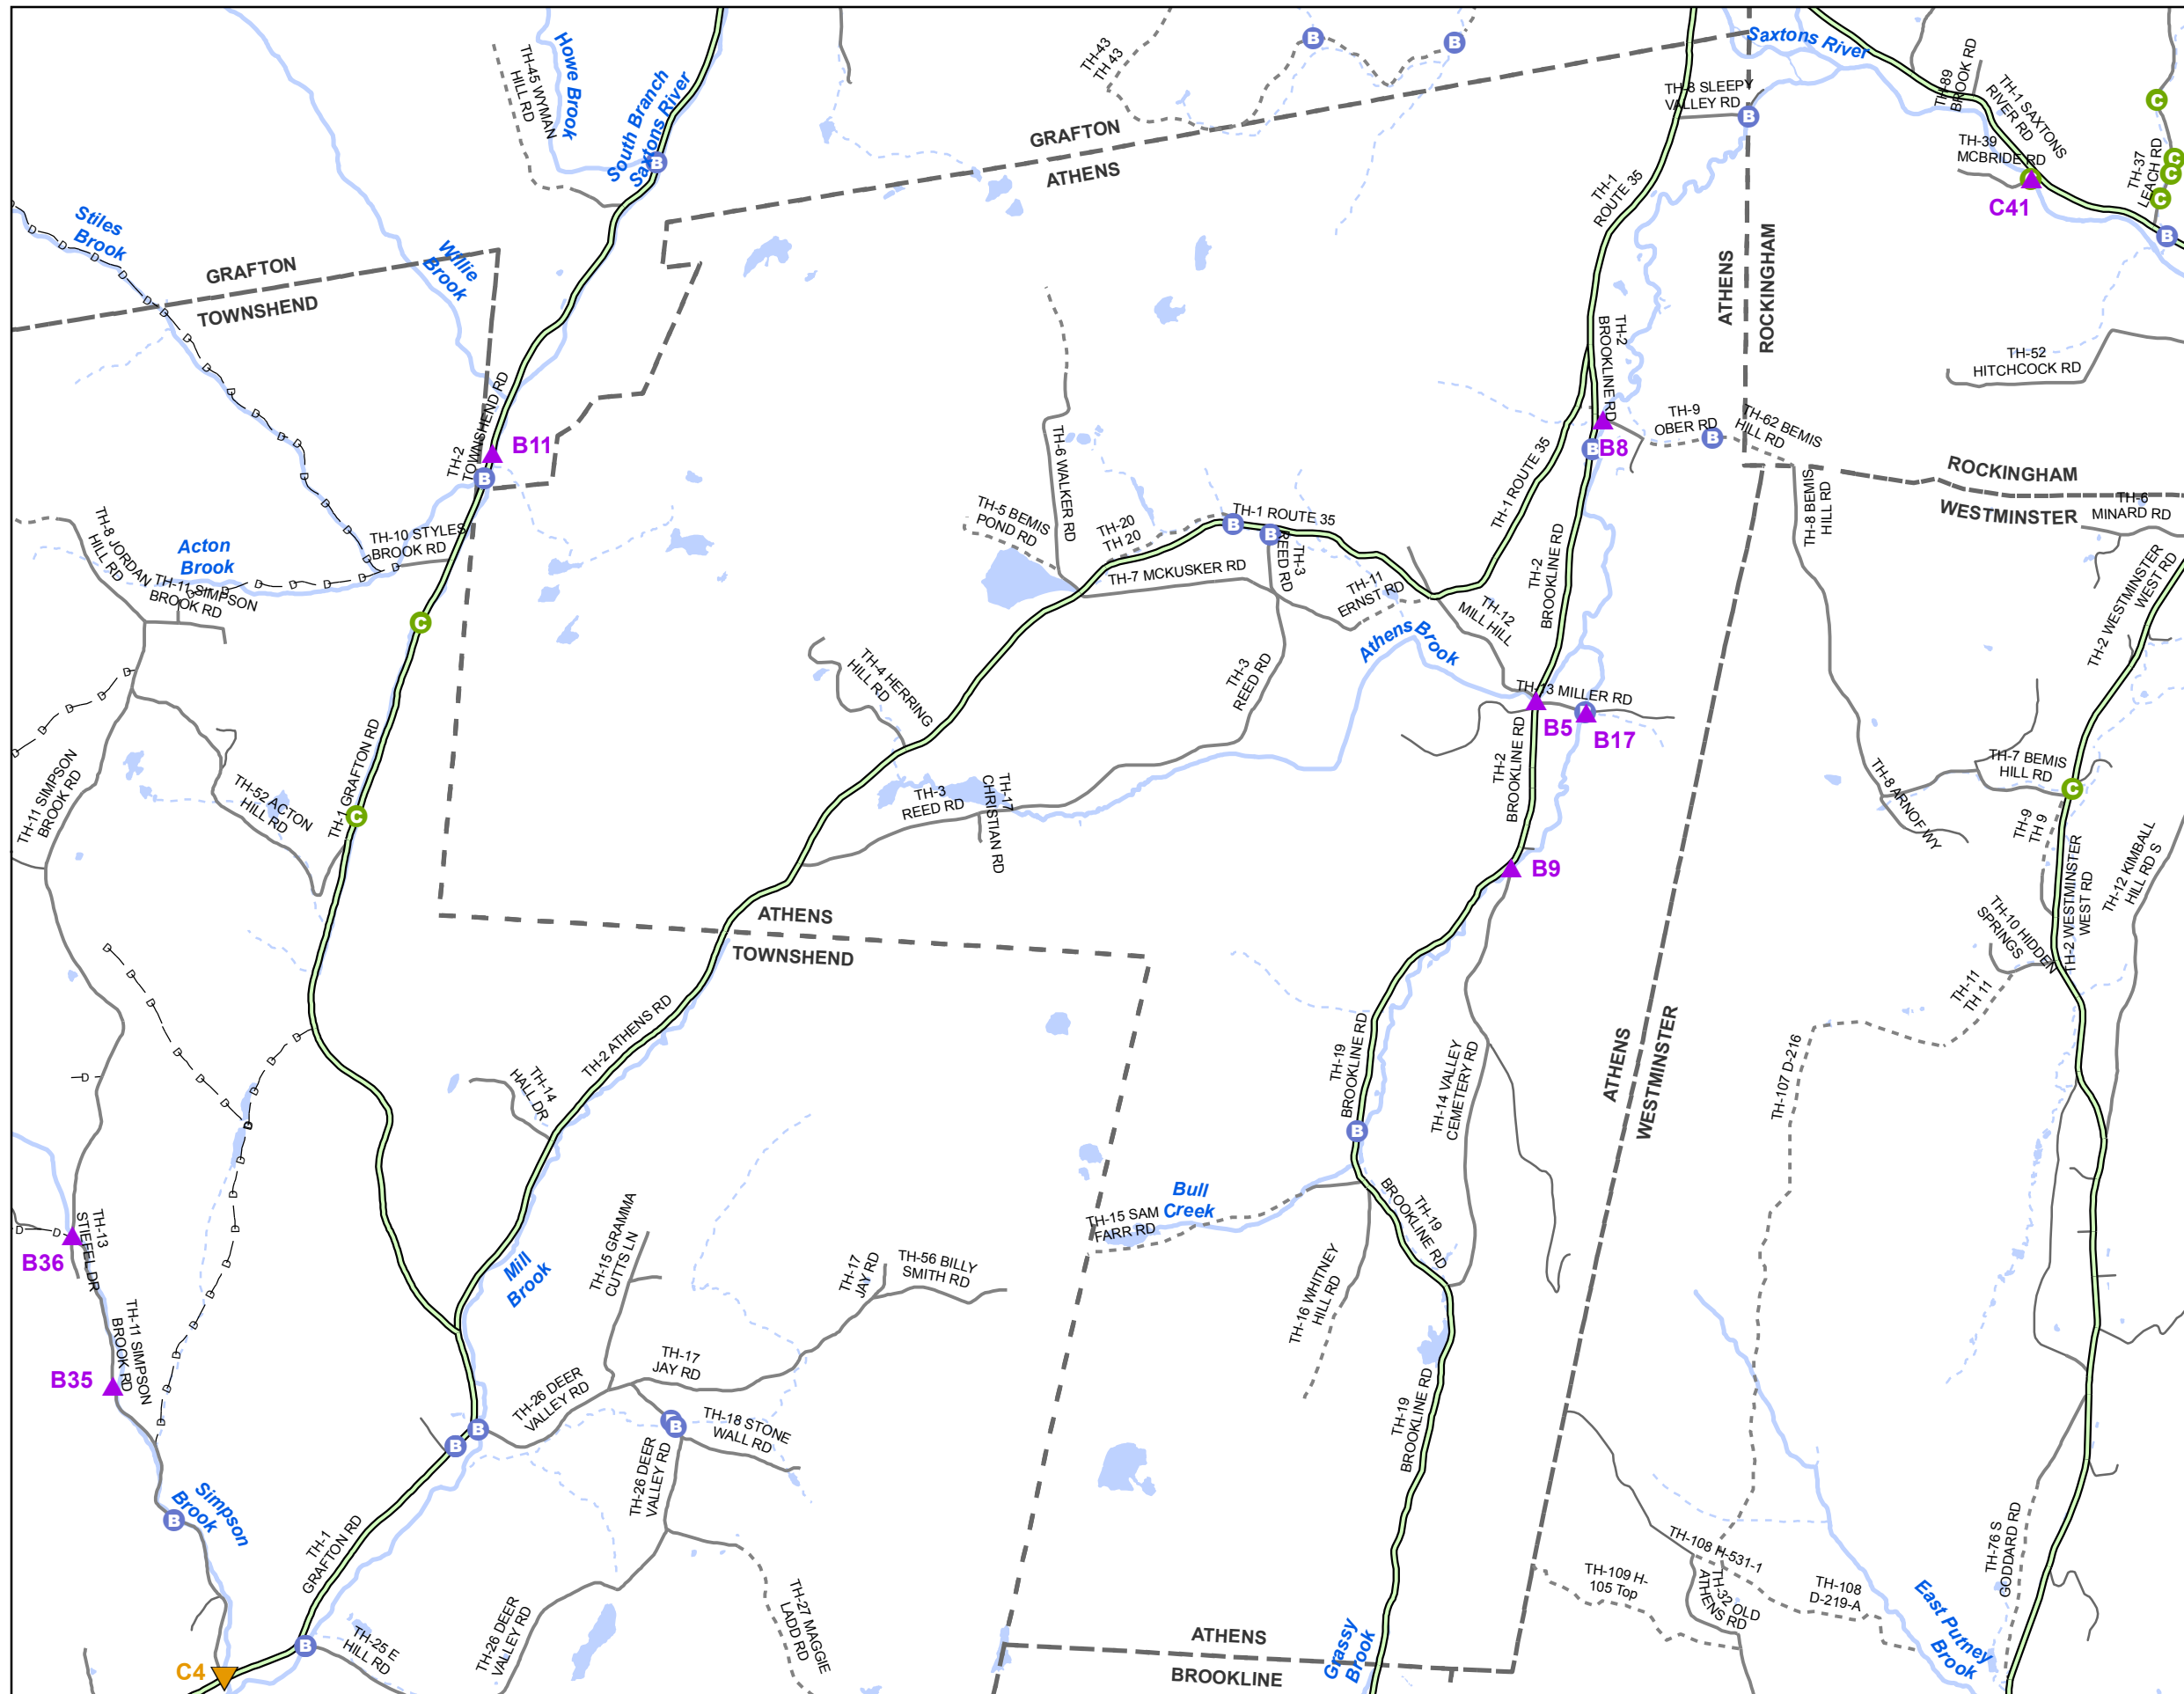 Howe Brook
TH-45 WYMAN
HILL RD
South Branch
Saxtons River
B
TH-43
TH 43
B
B
Saxtons River
TH-8 SLEEPY
VALLEY RD
B
TH-89
BROOK RD
TH-1 SAXTONS
RIVER RD
TH-39
MCBRIDE RD
C41
TH-37
LEACH RD
C
C
C
C
B
GRAFTON
ATHENS
TH-1
ROUTE 35
Stiles
Brook
GRAFTON
TOWNSHEND
Willie
Brook
ATHENS
ROCKINGHAM
TH-52
HITCHCOCK RD
TH-2
TOWNSHEND RD
B11
B
TH-2
BROOKLINE RD
B8
B
TH-9
OBER RD
B
TH-62 BEMIS
HILL RD
ROCKINGHAM
WESTMINSTER
TH-6
MINARD RD
TH-8 BEMIS
HILL RD
TH-6 WALKER RD
TH-5 BEMIS
POND RD
TH-20
TH 20
B
TH-1 ROUTE 35
B
TH-3
REED RD
TH-1 ROUTE 35
TH-7 MCKUSKER RD
TH-11
ERNST RD
TH-12
MILL HILL
TH-2
BROOKLINE RD
TH-8 JORDAN
HILL RD
Acton
Brook
TH-10 STYLES
BROOK RD
TH-11 SIMPSON
BROOK RD
C
Athens Brook
TH-2 WESTMINSTER
WEST RD
TH-4 HERRING
HILL RD
TH-3
REED RD
TH-13 MILLER RD
B5
B17
TH-2
BROOKLINE RD
TH-7 BEMIS
HILL RD
C
TH-8 ARNOF WY
TH-9
TH 9
TH-11 SIMPSON
BROOK RD
TH-52 ACTON
HILL RD
TH-1 GRAFTON RD
C
TH-3
REED RD
TH-17
CHRISTIAN RD
B9
TH-12 KIMBALL
HILL RD S
TH-2 WESTMINSTER
WEST RD
TH-10 HIDDEN
SPRINGS
TH-11
TH 11
ATHENS
TOWNSHEND
TH-2 ATHENS RD
TH-14
HALL DR
TH-19
BROOKLINE RD
B
TH-14 VALLEY
CEMETERY RD
ATHENS
WESTMINSTER
TH-107 D-216
TH-13
STIEFEL DR
B36
Mill
Brook
TH-15 GRAMMA
CUTTS LN
TH-17
JAY RD
TH-56 BILLY
SMITH RD
Bull
Creek
TH-15 SAM
FARR RD
TH-19
BROOKLINE RD
TH-16 WHITNEY
HILL RD
TH-11 SIMPSON
BROOK RD
B35
TH-17
JAY RD
TH-26 DEER
VALLEY RD
B
B
B
TH-18 STONE
WALL RD
TH-26 DEER
VALLEY RD
TH-19
BROOKLINE RD
Simpson
Brook
B
TH-1
GRAFTON RD
TH-108 H-531-1
TH-76 S
GODDARD RD
TH-109 H-
105 Top
TH-32 OLD
ATHENS RD
TH-108
D-219-A
East Putney
Brook
TH-27 MAGGIE
LADD RD
TH-26 DEER
VALLEY RD
B
TH-25 E
HILL RD
C4
ATHENS
BROOKLINE
Grassy
Brook